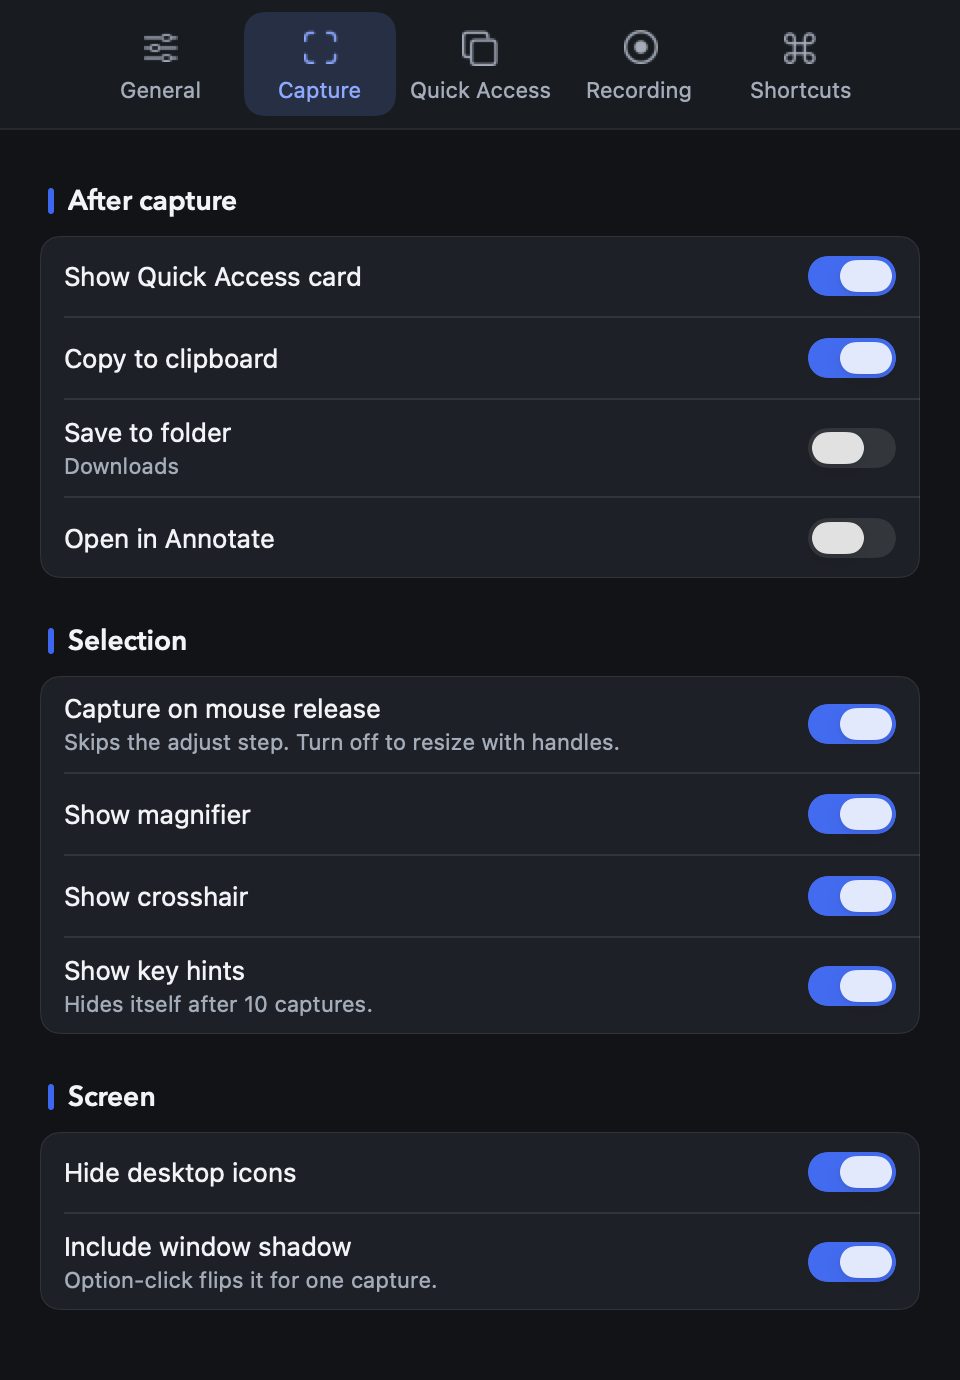 General
Capture
Quick Access
Recording
Shortcuts
After capture
Show Quick Access card
Copy to clipboard
Save to folder
Downloads
Open in Annotate
Selection
Capture on mouse release
Skips the adjust step. Turn off to resize with handles.
Show magnifier
Show crosshair
Show key hints
Hides itself after 10 captures.
Screen
Hide desktop icons
Include window shadow
Option-click flips it for one capture.